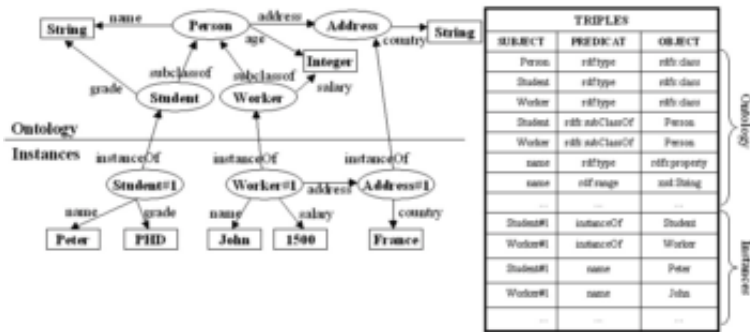 String
name
Person
address
Address
country
String
age
Integer
grade
subclassof
subclassof
salary
Student
Worker
Ontology
Instances
instanceOf
instanceOf
instanceOf
Student#1
Worker#1
address
Address#1
name
grade
name
salary
country
Peter
PHD
John
1500
France
TRIPLES
SUBJECT PREDICAT OBJECT
Person rdf:type rdfs:class
Student rdf:type rdfs:class
Worker rdf:type rdfs:class
Student rdfs:subClassOf Person
Worker rdfs:subClassOf Person
name rdf:type rdfs:property
name rdf:range xsd:String
... ... ...
Student#1 instanceOf Student
Worker#1 instanceOf Worker
Student#1 name Peter
Worker#1 name John
... ... ...
Ontology
Instances